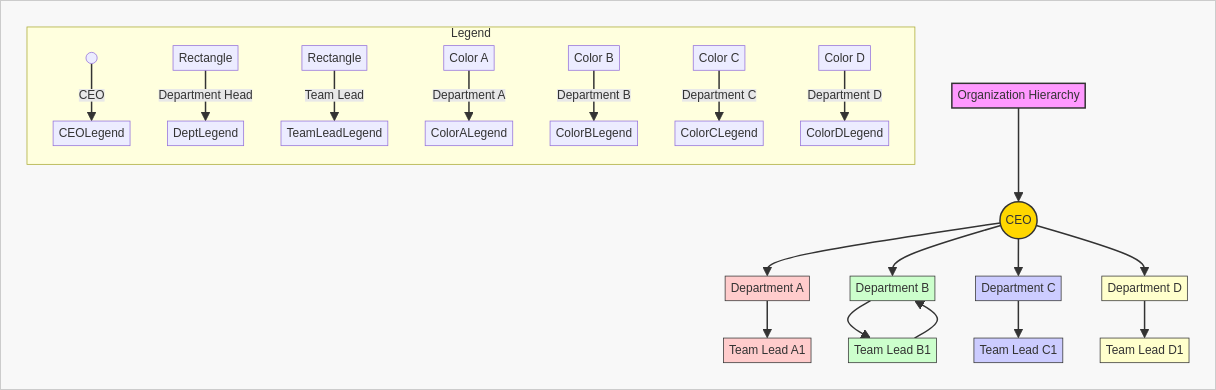 Legend
Rectangle
Rectangle
Color A
Color B
Color C
Color D
CEO
Department Head
Team Lead
Department A
Department B
Department C
Department D
CEOLegend
DeptLegend
TeamLeadLegend
ColorALegend
ColorBLegend
ColorCLegend
ColorDLegend
Organization Hierarchy
CEO
Department A
Department B
Department C
Department D
Team Lead A1
Team Lead B1
Team Lead C1
Team Lead D1